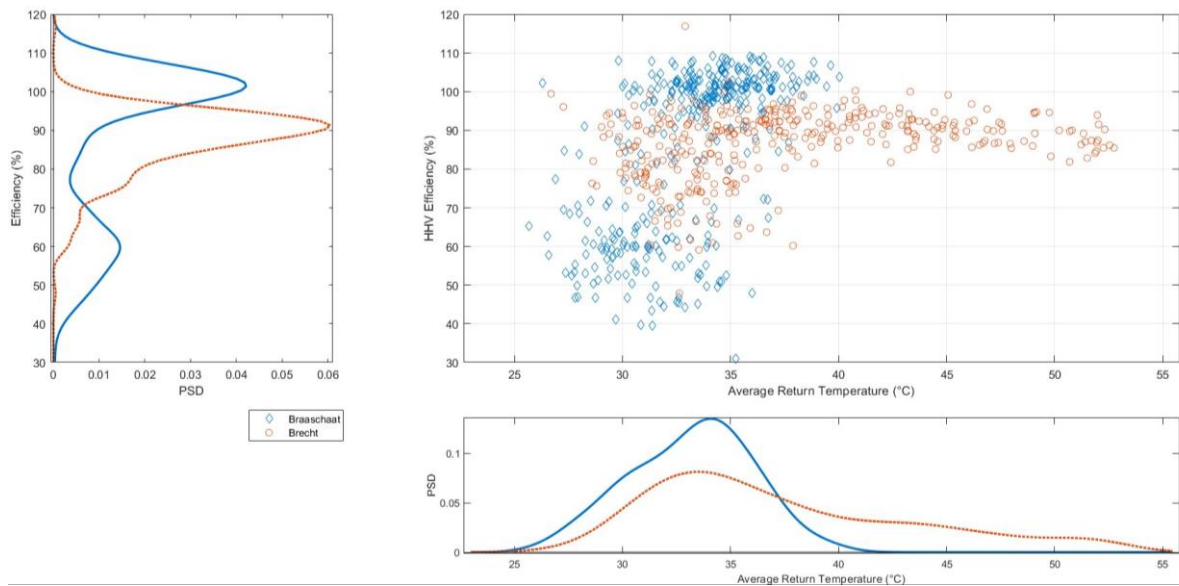 120
110
100
90
80
70
60
50
40
30
Efficiency (%)
0 0.01 0.02 0.03 0.04 0.05 0.06
PSD
Braaschaat
Brecht
120
110
100
90
80
70
60
50
40
30
HHV Efficiency (%)
25 30 35 40 45 50 55
Average Return Temperature (°C)
0.1
0.05
0
PSD
25 30 35 40 45 50 55
Average Return Temperature (°C)